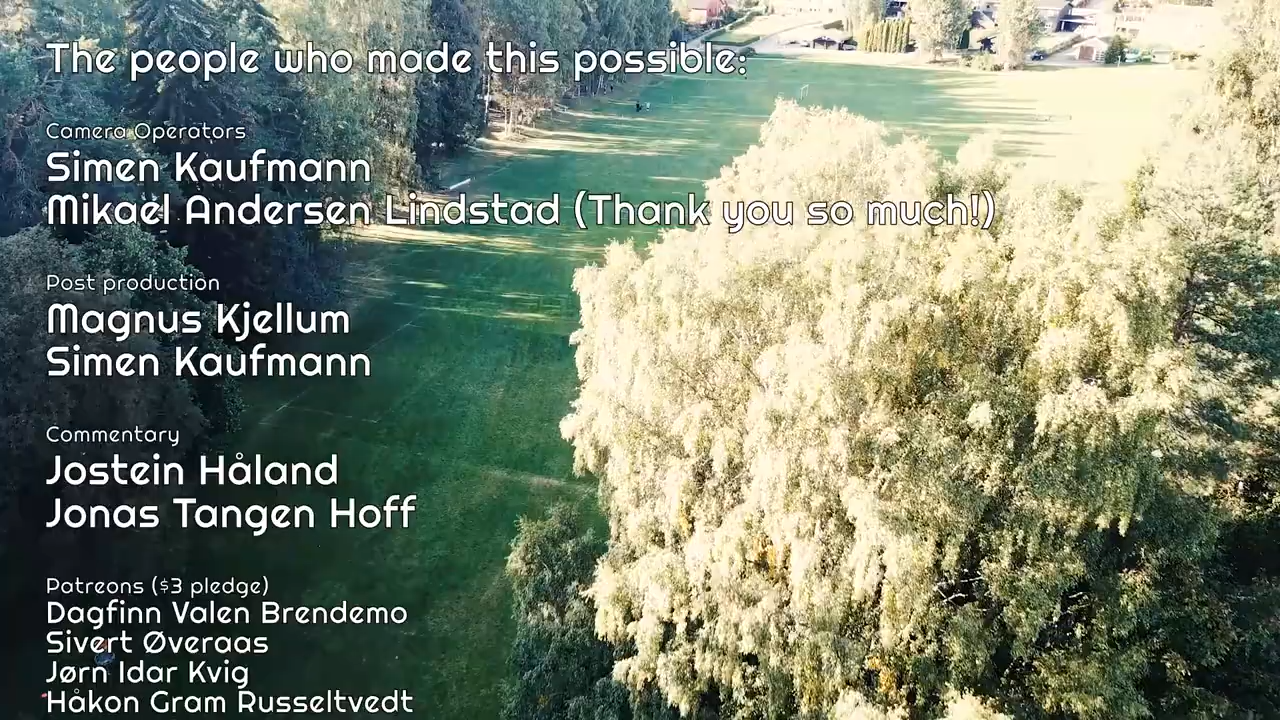 The people who made this possible:
Camera Operators
Simen Kaufmann
Mikael Andersen Lindstad (Thank you so much!)
Post production
Magnus Kjellum
Simen Kaufmann
Commentary
Jostein Håland
Jonas Tangen Hoff
Patreons ($3 pledge)
Dagfinn Valen Brendemo
Sivert Øveraas
Jørn Idar Kvig
Håkon Gram Russeltvedt